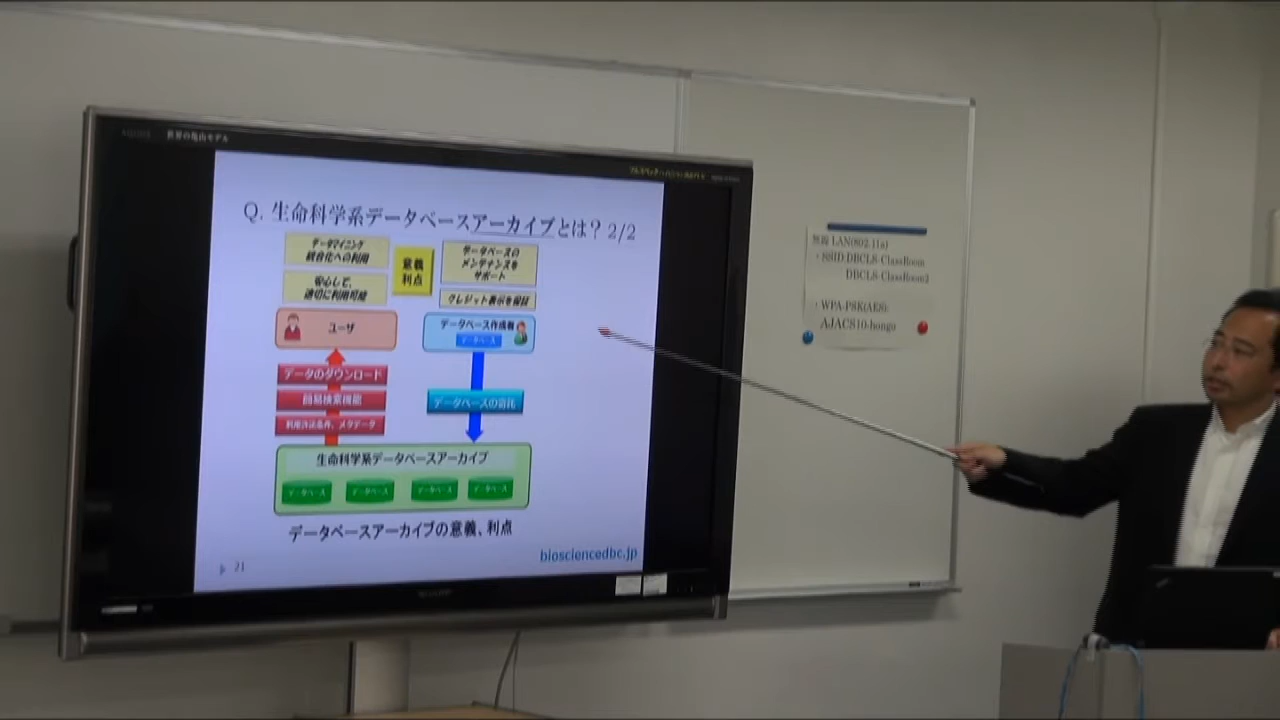 世界の亀山モデル
Q. 生命科学系データベースアーカイブとは？ 2/2
データマイニング
統合化への利用
意義
利点
データベースの
メンテナンスを
サポート
安心して、
適切に利用可能
クレジット表示を保証
ユーザ
データベース作成者
データベース
データのダウンロード
簡易検索機能
データベースの寄託
利用許諾条件、メタデータ
生命科学系データベースアーカイブ
データベース
データベース
データベース
データベース
データベースアーカイブの意義、利点
21
biosciencedbc.jp
無線 LAN(802.11a)
・SSID:DBCLS-ClassRoom
DBCLS-ClassRoom2
・WPA-PSK(AES):
AJACS10-hongo